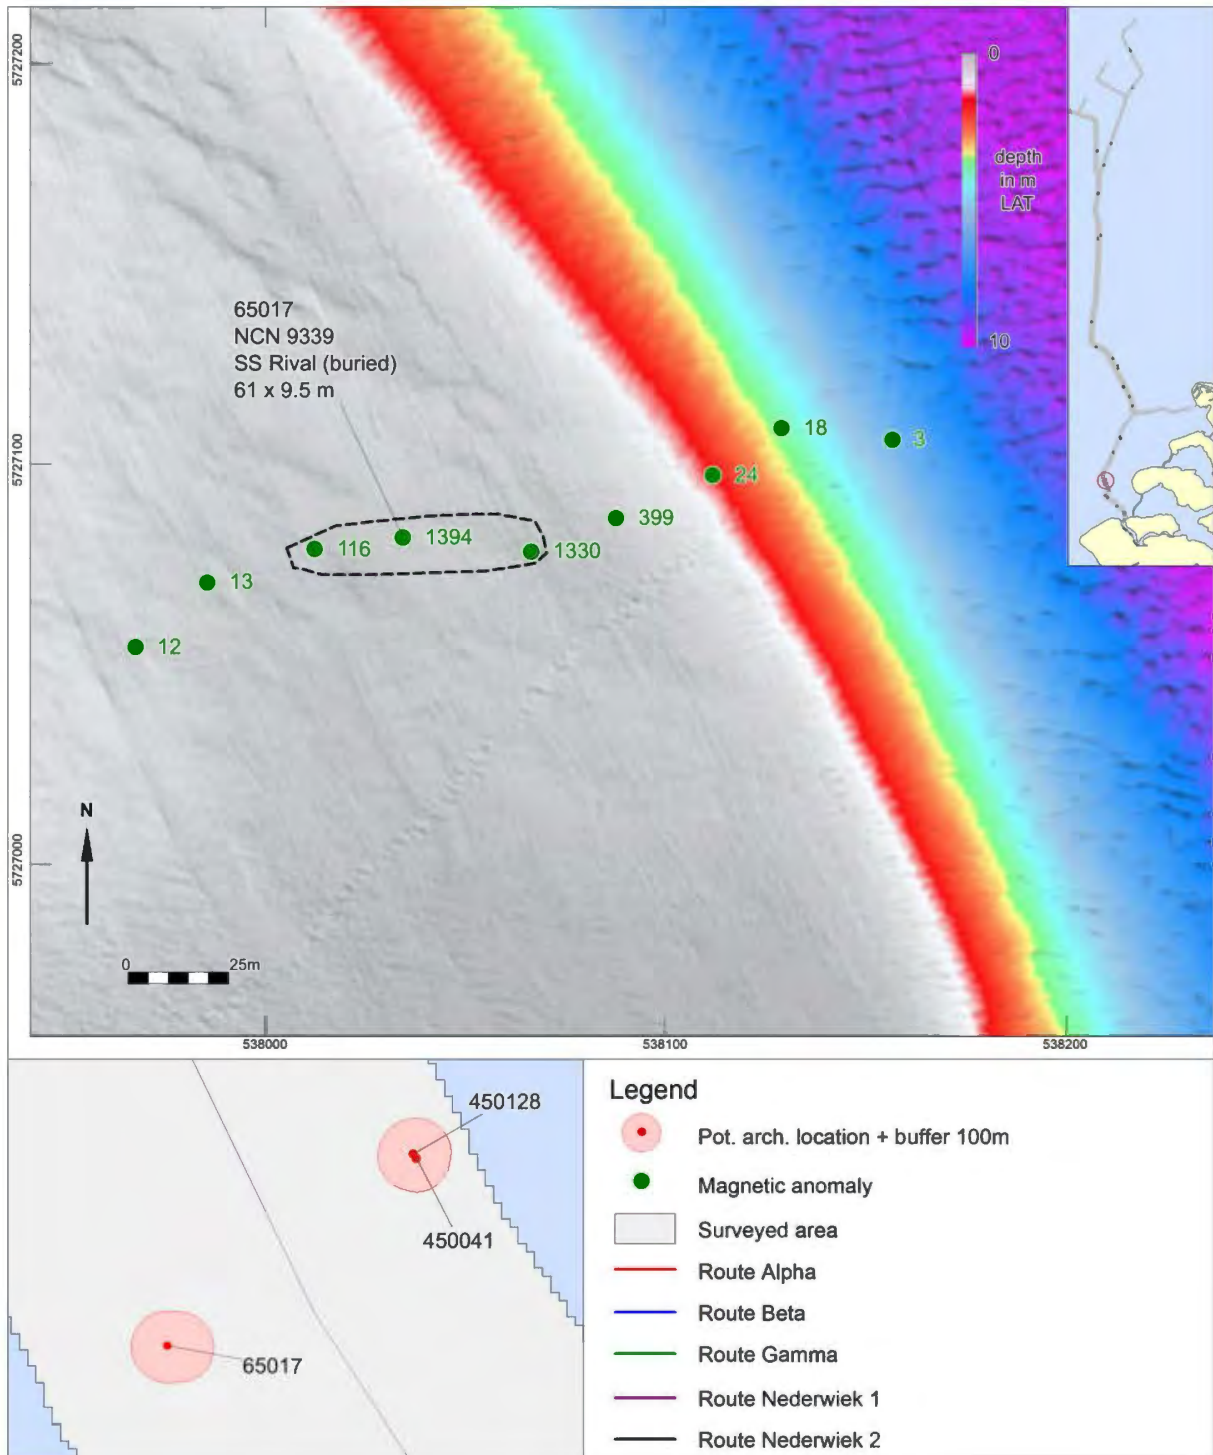 5727200
5727100
5727000
0
depth
in m
LAT
10
65017
NCN 9339
SS Rival (buried)
61 x 9.5 m
18
3
24
399
1394
116
1330
13
12
N
0 25m
538000
538100
538200
450128
450041
65017
Legend
Pot. arch. location + buffer 100m
Magnetic anomaly
Surveyed area
Route Alpha
Route Beta
Route Gamma
Route Nederwiek 1
Route Nederwiek 2